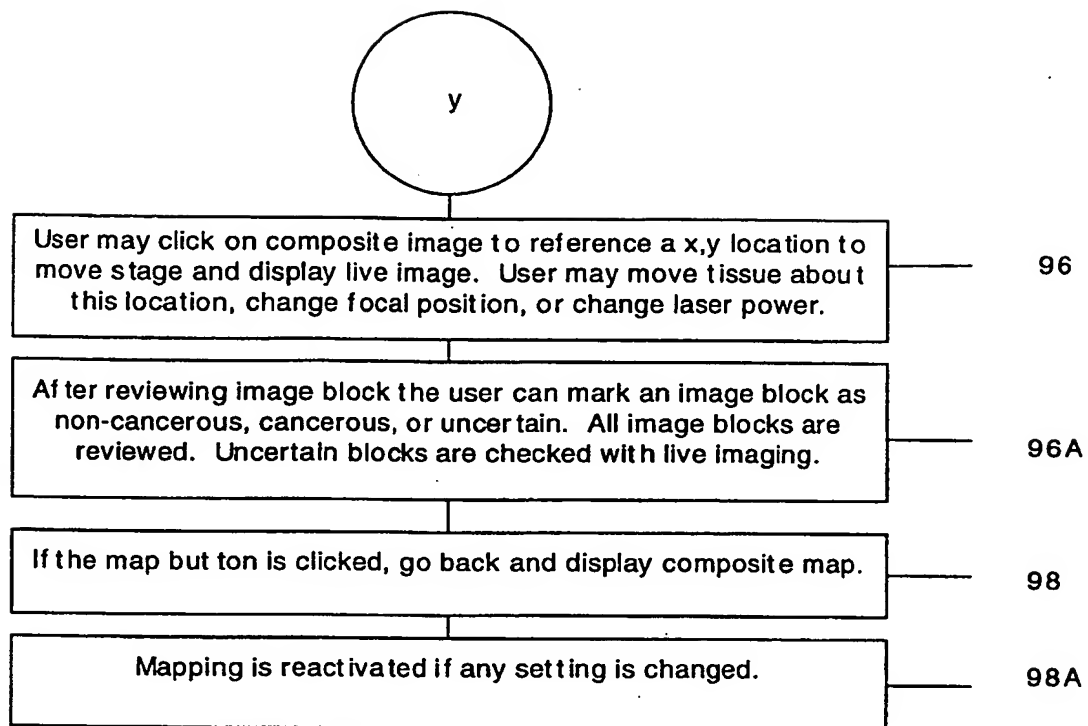 y
User may click on composite image to reference a x,y location to
move stage and display live image. User may move tissue about
this location, change focal position, or change laser power.
96
After reviewing image block the user can mark an image block as
non-cancerous, cancerous, or uncertain. All image blocks are
reviewed. Uncertain blocks are checked with live imaging.
96A
If the map button is clicked, go back and display composite map.
98
Mapping is reactivated if any setting is changed.
98A